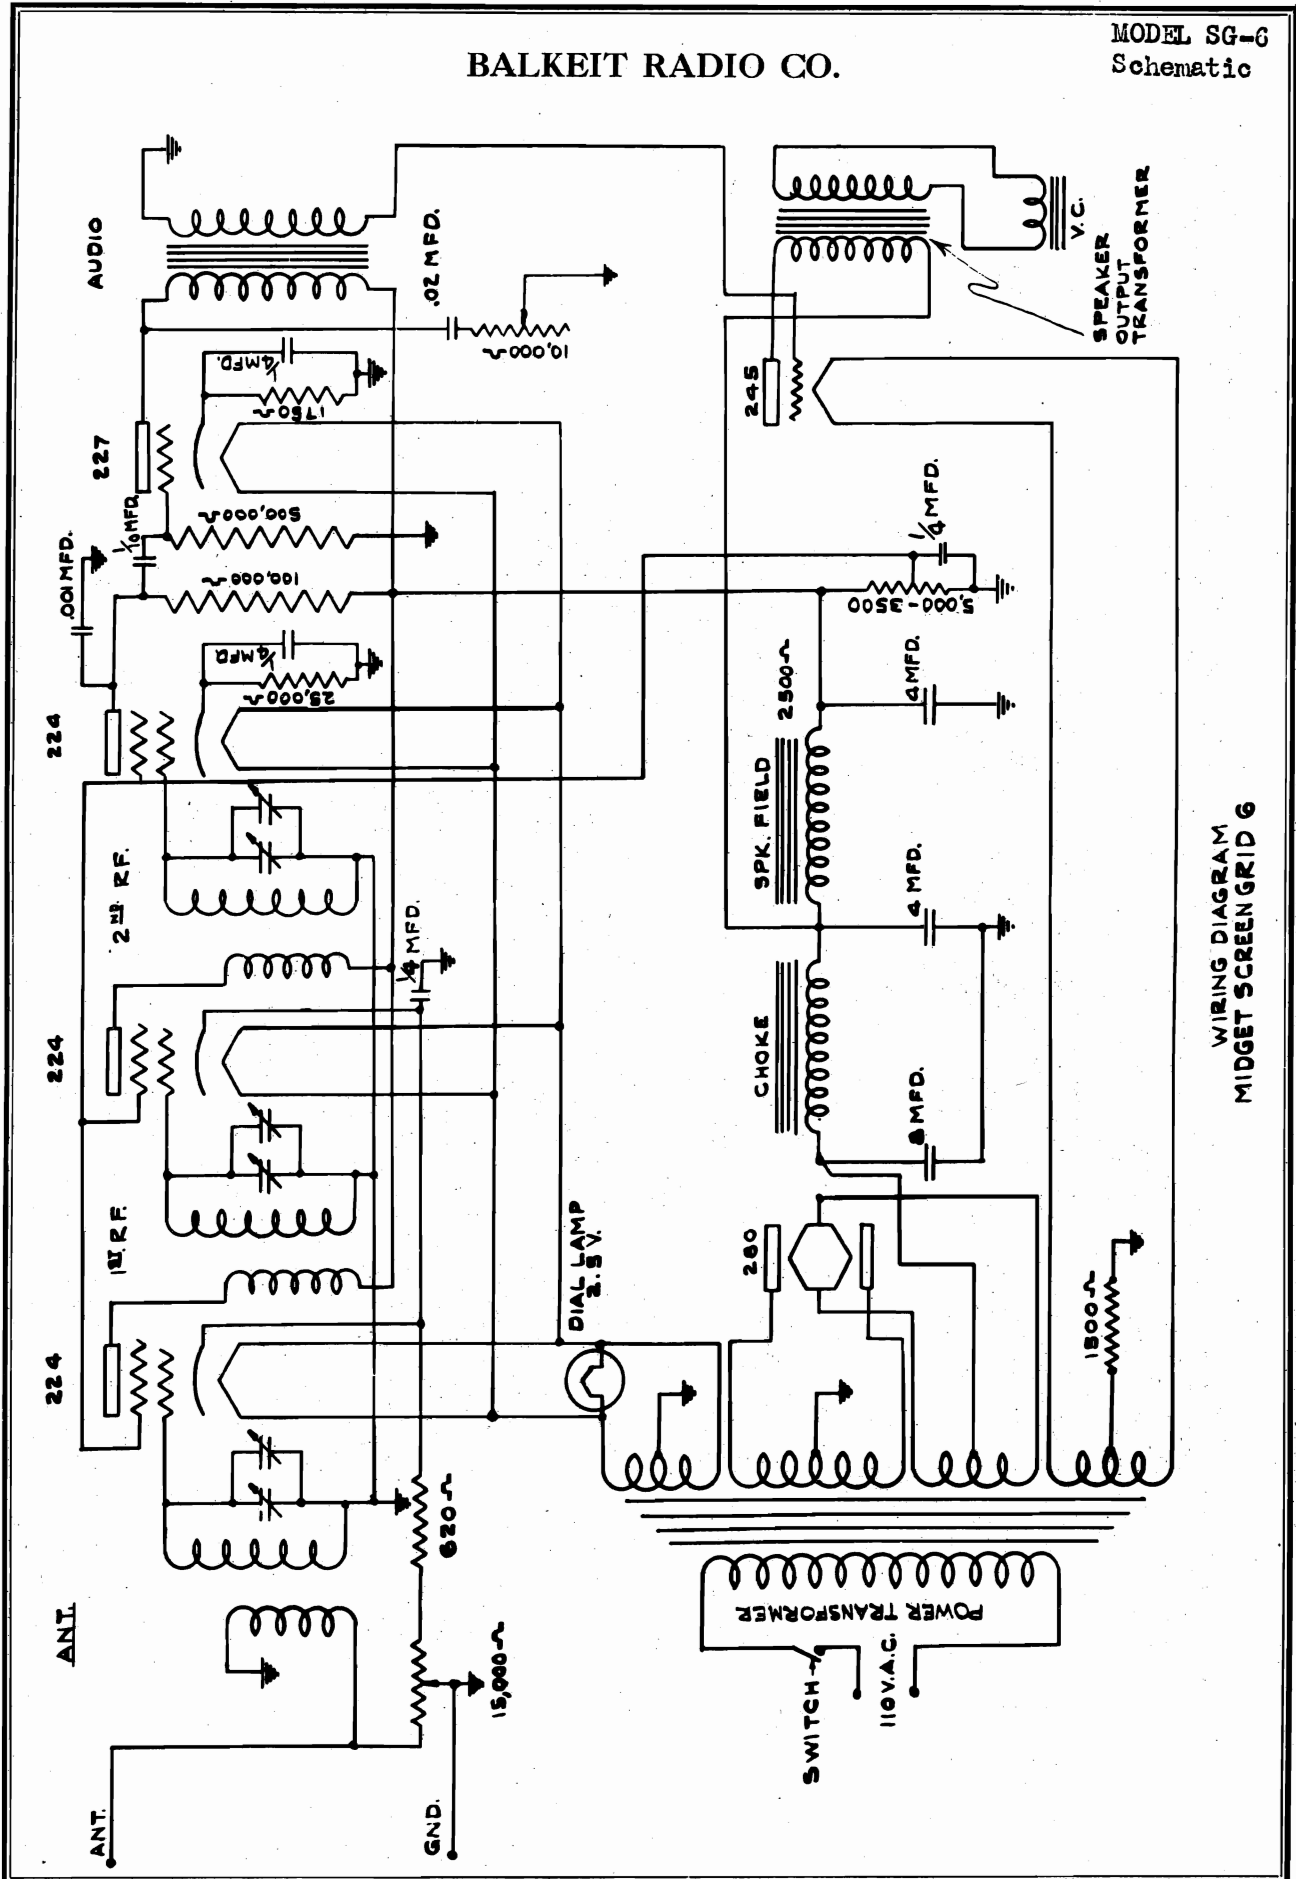 BALKEIT RADIO CO.
MODEL SG-6
Schematic
AUDIO
.02 MFD.
10,000 Ω
1/4 MFD.
1750 Ω
227
1/10 MFD.
500,000 Ω
.001 MFD.
100,000 Ω
1/4 MFD.
25,000 Ω
224
2ND R.F.
1/4 MFD.
224
1ST R.F.
224
620 Ω
ANT.
15,000 Ω
ANT.
GND.
V.C.
SPEAKER
OUTPUT
TRANSFORMER
245
1/4 MFD.
5,000-3500
2500 Ω
4 MFD.
SPK. FIELD
4 MFD.
CHOKE
8 MFD.
DIAL LAMP
2.5 V.
280
1500 Ω
POWER TRANSFORMER
SWITCH
110 V.A.C.
WIRING DIAGRAM
MIDGET SCREEN GRID 6